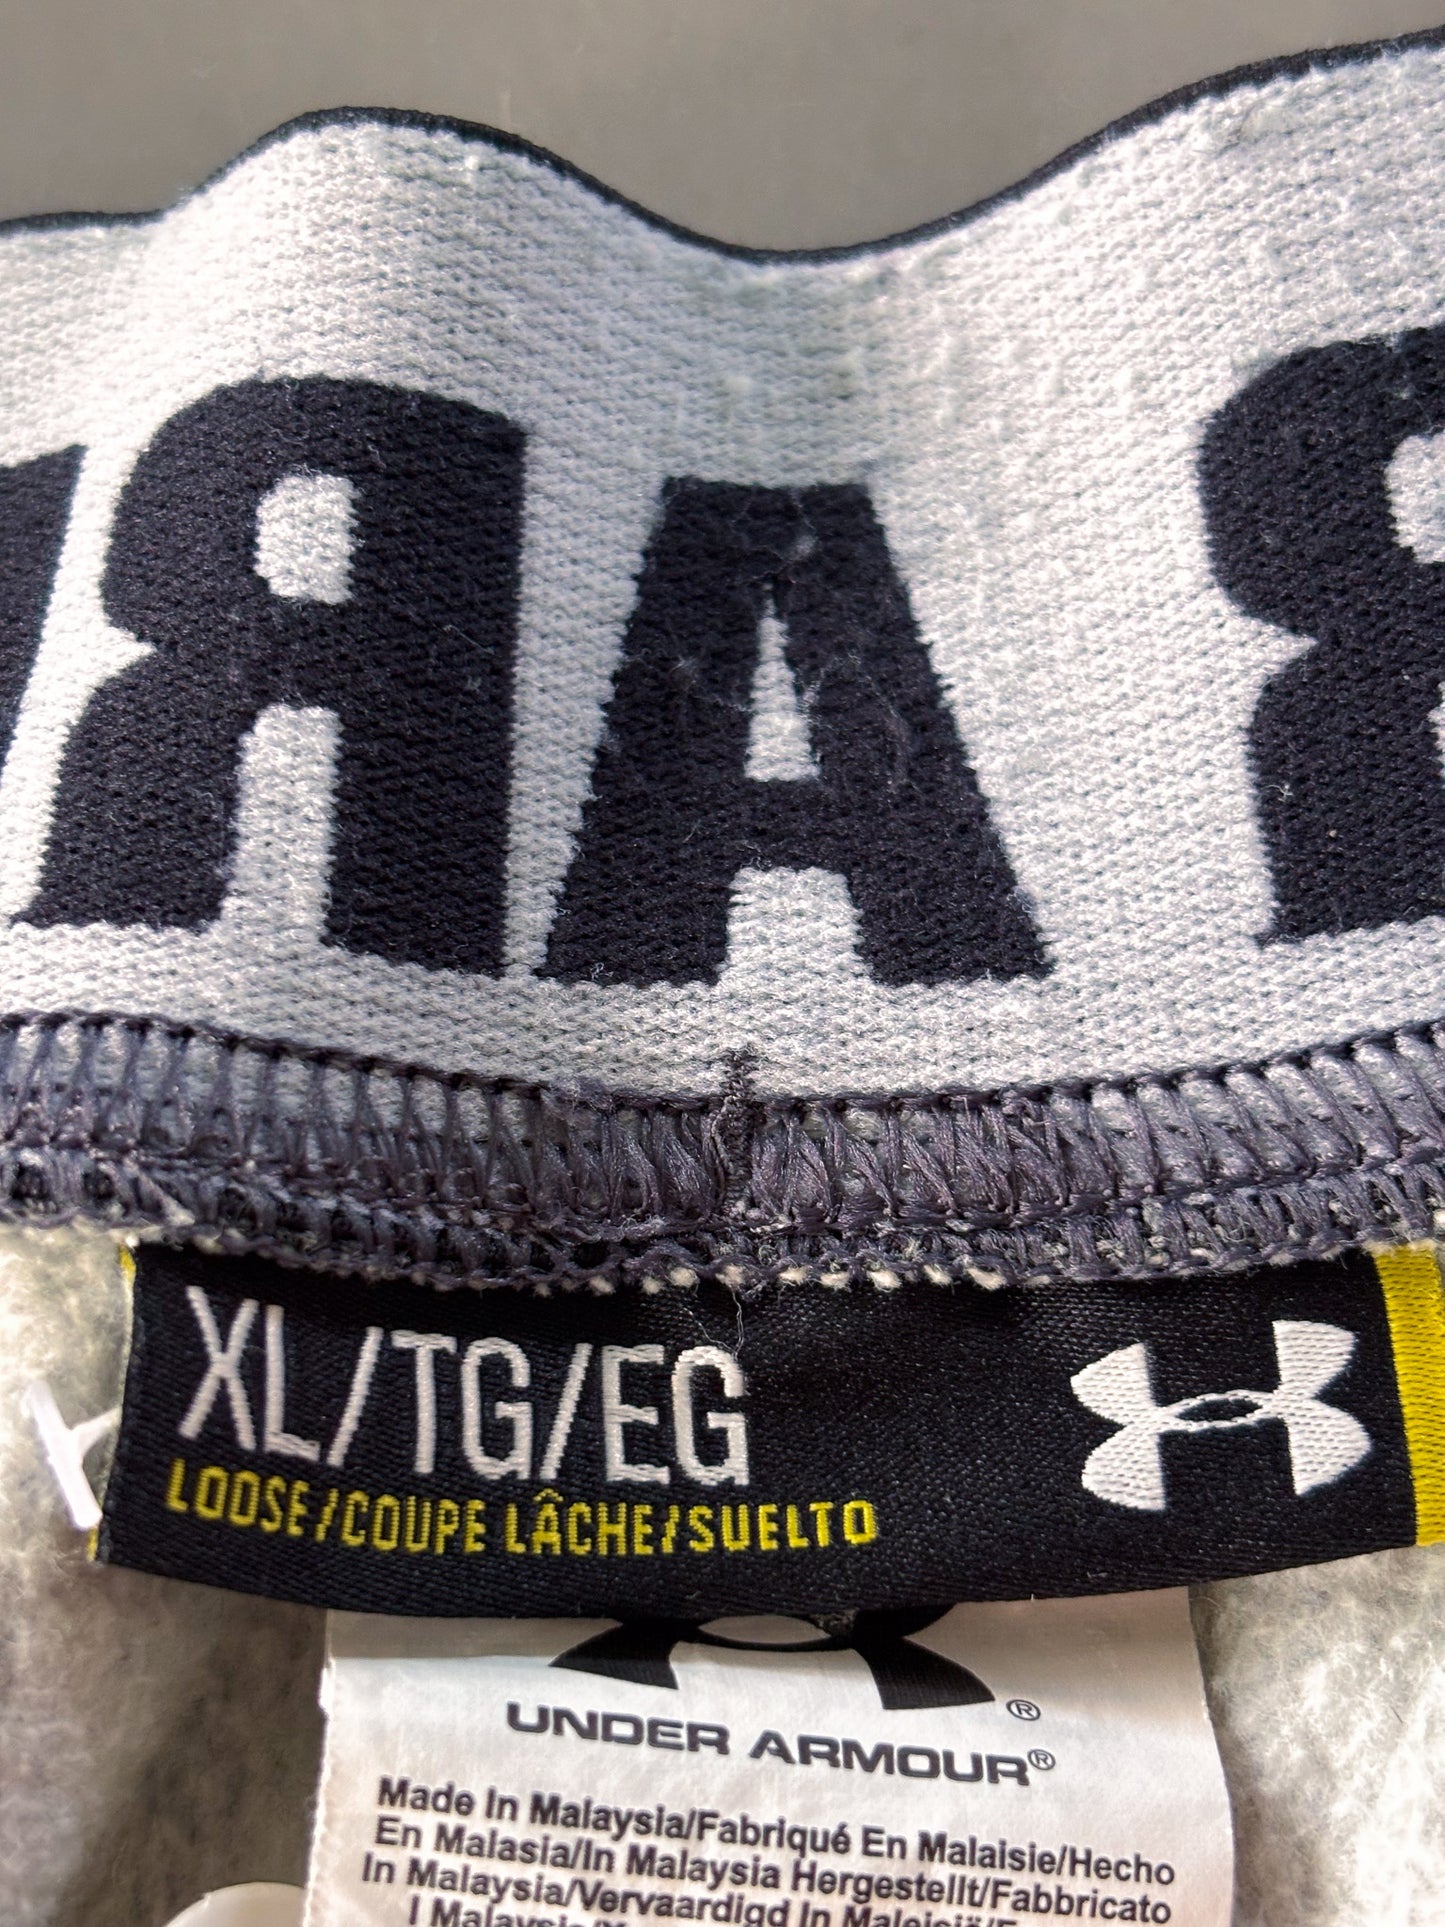 RAR
XL/TG/EG
LOOSE/COUPE LÂCHE/SUELTO
UNDER ARMOUR®
Made In Malaysia/Fabriqué En Malaisie/Hecho
En Malasia/In Malaysia Hergestellt/Fabbricato
In Malaysia/Vervaardigd In Maleisië/